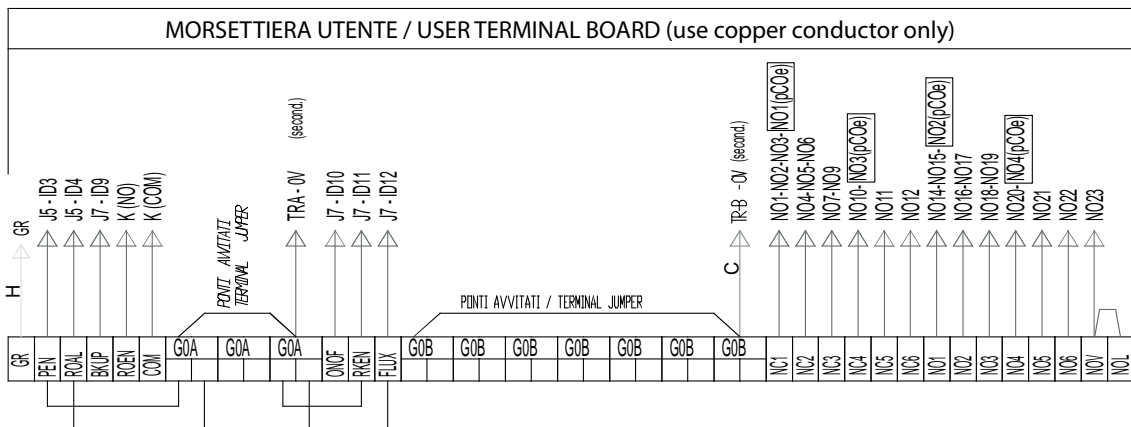 MORSETTIERA UTENTE / USER TERMINAL BOARD (use copper conductor only)
H
GR
J5 - ID3
J5 - ID4
J7 - ID9
K (NO)
K (COM)
PONTI AVVITATI
TERMINAL JUMPER
TRA - 0V (second.)
J7 - ID10
J7 - ID11
J7 - ID12
PONTI AVVITATI / TERMINAL JUMPER
C
TR-B - 0V (second.)
NO1-NO2-NO3-NO1(pCOe)
NO4-NO5-NO6
NO7-NO9
NO10-NO3(pCOe)
NO11
NO12
NO14-NO15-NO2(pCOe)
NO16-NO17
NO18-NO19
NO20-NO4(pCOe)
NO21
NO22
NO23
GR
PEN
ROAL
BKUP
ROEN
COM
G0A
G0A
G0A
ONOF
RKEN
FLUX
G0B
G0B
G0B
G0B
G0B
G0B
G0B
NC1
NC2
NC3
NC4
NC5
NC6
NO1
NO2
NO3
NO4
NO5
NO6
NOV
NOL